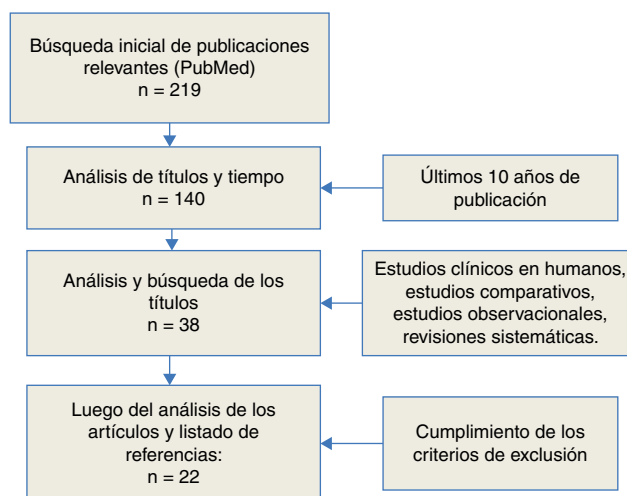 Búsqueda inicial de publicaciones
relevantes (PubMed)
n = 219
Análisis de títulos y tiempo
n = 140
Últimos 10 años de
publicación
Análisis y búsqueda de los
títulos
n = 38
Estudios clínicos en humanos,
estudios comparativos,
estudios observacionales,
revisiones sistemáticas.
Luego del análisis de los
artículos y listado de
referencias:
n = 22
Cumplimiento de los
criterios de exclusión